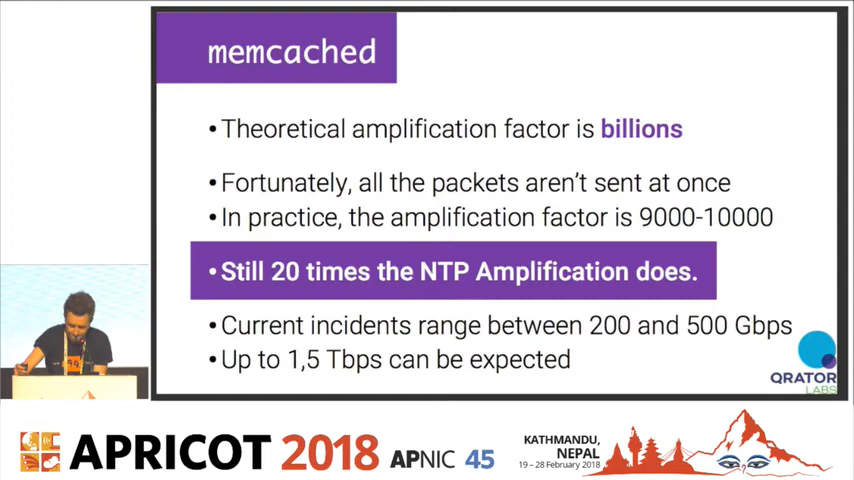 memcached
•Theoretical amplification factor is billions
•Fortunately, all the packets aren't sent at once
•In practice, the amplification factor is 9000-10000
•Still 20 times the NTP Amplification does.
•Current incidents range between 200 and 500 Gbps
•Up to 1,5 Tbps can be expected
QRATOR
LABS
APRICOT 2018 APNIC 45
KATHMANDU,
NEPAL
19 – 28 February 2018